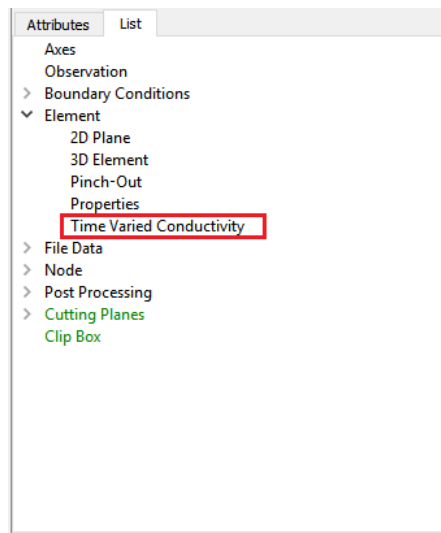 Attributes List
Axes
Observation
Boundary Conditions
Element
2D Plane
3D Element
Pinch-Out
Properties
Time Varied Conductivity
File Data
Node
Post Processing
Cutting Planes
Clip Box